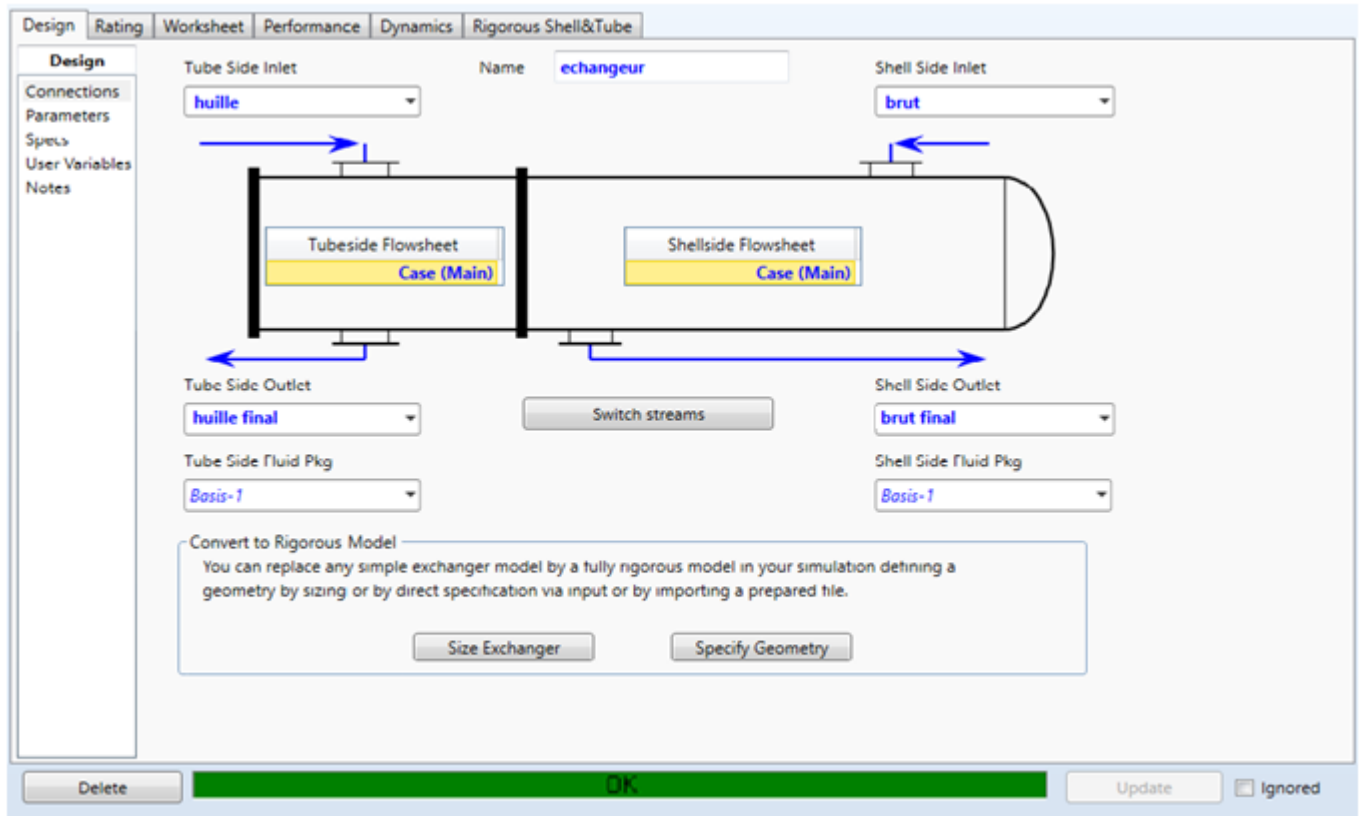 Design Rating Worksheet Performance Dynamics Rigorous Shell&Tube
Design
Connections
Parameters
Specs
User Variables
Notes
Tube Side Inlet
huille
Name echangeur
Shell Side Inlet
brut
Tubeside Flowsheet
Case (Main)
Shellside Flowsheet
Case (Main)
Tube Side Outlet
huille final
Switch streams
Shell Side Outlet
brut final
Tube Side Fluid Pkg
Basis-1
Shell Side Fluid Pkg
Basis-1
Convert to Rigorous Model
You can replace any simple exchanger model by a fully rigorous model in your simulation defining a
geometry by sizing or by direct specification via input or by importing a prepared file.
Size Exchanger Specify Geometry
Delete OK Update Ignored